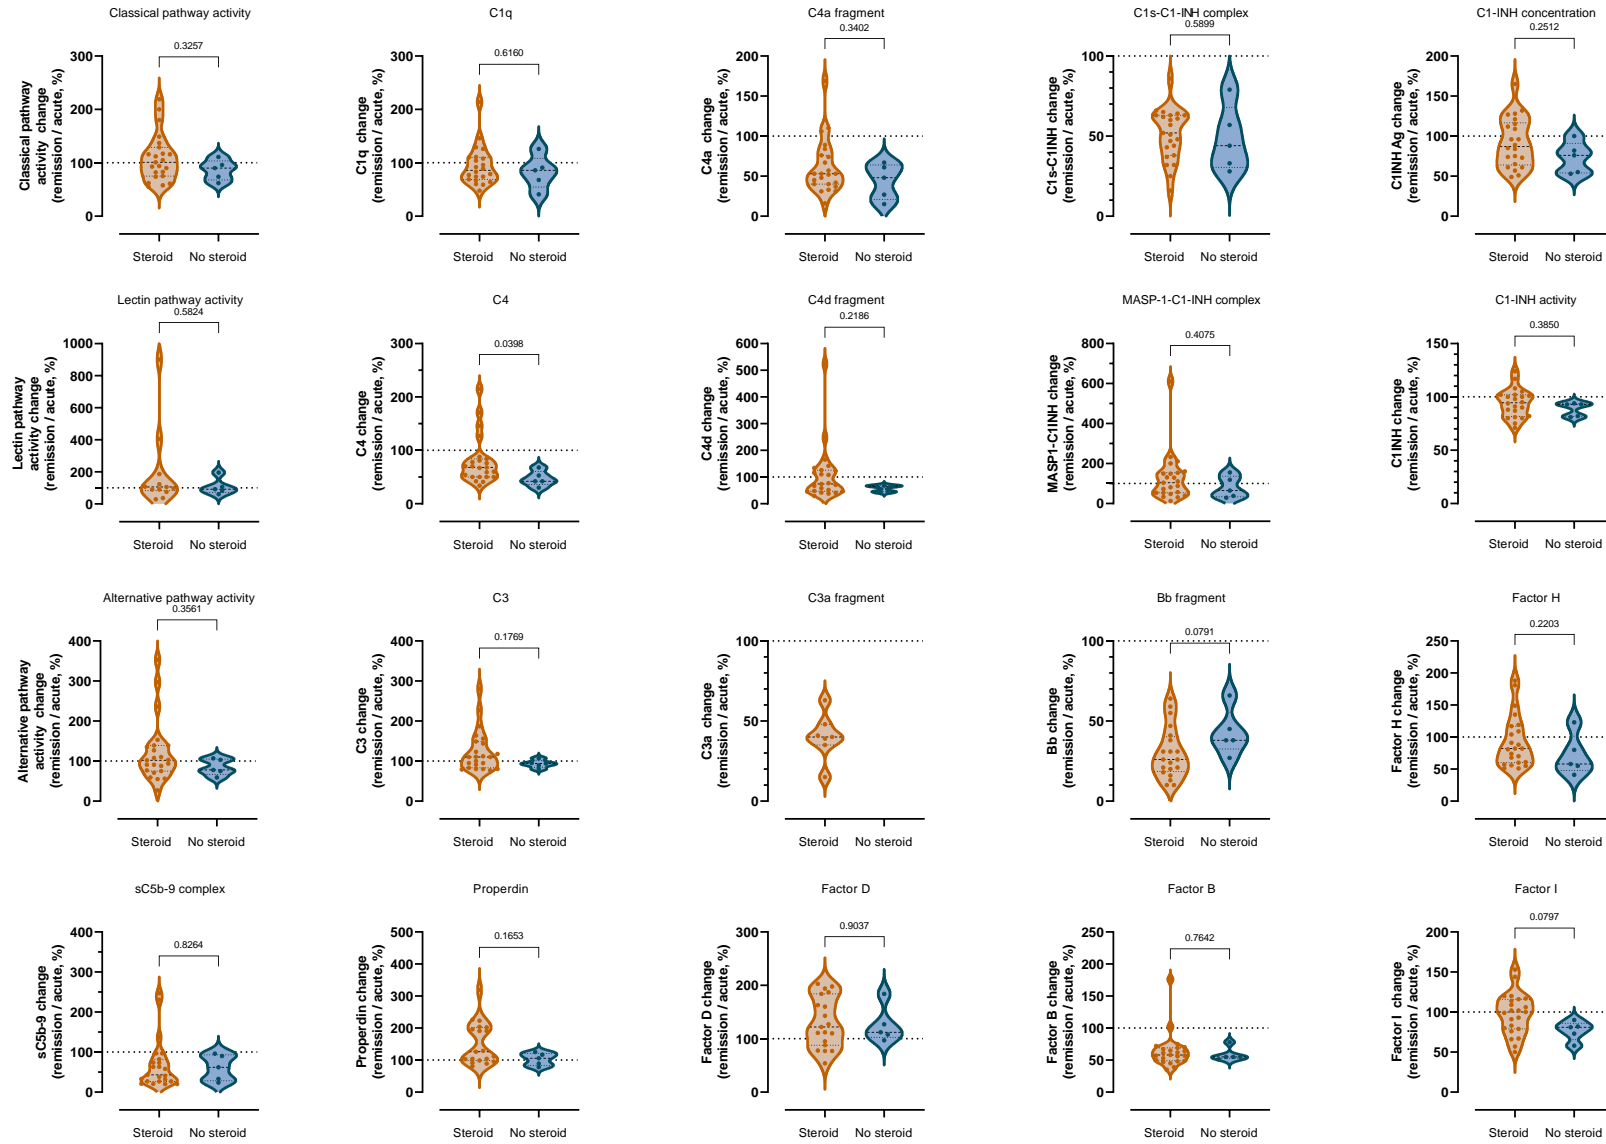 Classical pathway activity
0.3257
Classical pathway
activity change
(remission / acute, %)
300
200
100
0
Steroid No steroid
C1q
0.6160
C1q change
(remission / acute, %)
300
200
100
0
Steroid No steroid
C4a fragment
0.3402
C4a change
(remission / acute, %)
200
150
100
50
0
Steroid No steroid
C1s-C1-INH complex
0.5899
C1s-C1INH change
(remission / acute, %)
100
50
0
Steroid No steroid
C1-INH concentration
0.2512
C1INH Ag change
(remission / acute, %)
200
150
100
50
0
Steroid No steroid
Lectin pathway activity
0.5824
Lectin pathway
activity change
(remission / acute, %)
1000
800
600
400
200
100
0
Steroid No steroid
C4
0.0398
C4 change
(remission / acute, %)
300
200
100
0
Steroid No steroid
C4d fragment
0.2186
C4d change
(remission / acute, %)
600
500
400
300
200
100
0
Steroid No steroid
MASP-1-C1-INH complex
0.4075
MASP1-C1INH change
(remission / acute, %)
800
600
400
200
100
0
Steroid No steroid
C1-INH activity
0.3850
C1INH change
(remission / acute, %)
150
100
50
0
Steroid No steroid
Alternative pathway activity
0.3561
Alternative pathway
activity change
(remission / acute, %)
400
300
200
100
0
Steroid No steroid
C3
0.1769
C3 change
(remission / acute, %)
400
300
200
100
0
Steroid No steroid
C3a fragment
C3a change
(remission / acute, %)
100
50
0
Steroid No steroid
Bb fragment
0.0791
Bb change
(remission / acute, %)
100
50
0
Steroid No steroid
Factor H
0.2203
Factor H change
(remission / acute, %)
250
200
150
100
50
0
Steroid No steroid
sC5b-9 complex
0.8264
sC5b-9 change
(remission / acute, %)
400
300
200
100
0
Steroid No steroid
Properdin
0.1653
Properdin change
(remission / acute, %)
500
400
300
200
100
0
Steroid No steroid
Factor D
0.9037
Factor D change
(remission / acute, %)
300
200
100
0
Steroid No steroid
Factor B
0.7642
Factor B change
(remission / acute, %)
250
200
150
100
50
0
Steroid No steroid
Factor I
0.0797
Factor I change
(remission / acute, %)
200
150
100
50
0
Steroid No steroid